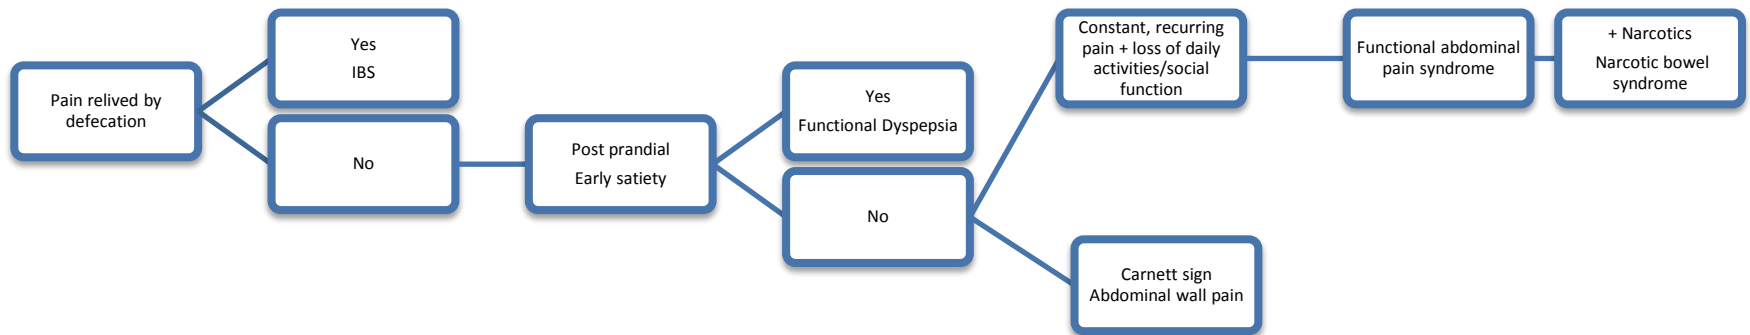 Pain relived by
defecation
Yes
IBS
No
Post prandial
Early satiety
Yes
Functional Dyspepsia
No
Constant, recurring
pain + loss of daily
activities/social
function
Functional abdominal
pain syndrome
+ Narcotics
Narcotic bowel
syndrome
Carnett sign
Abdominal wall pain